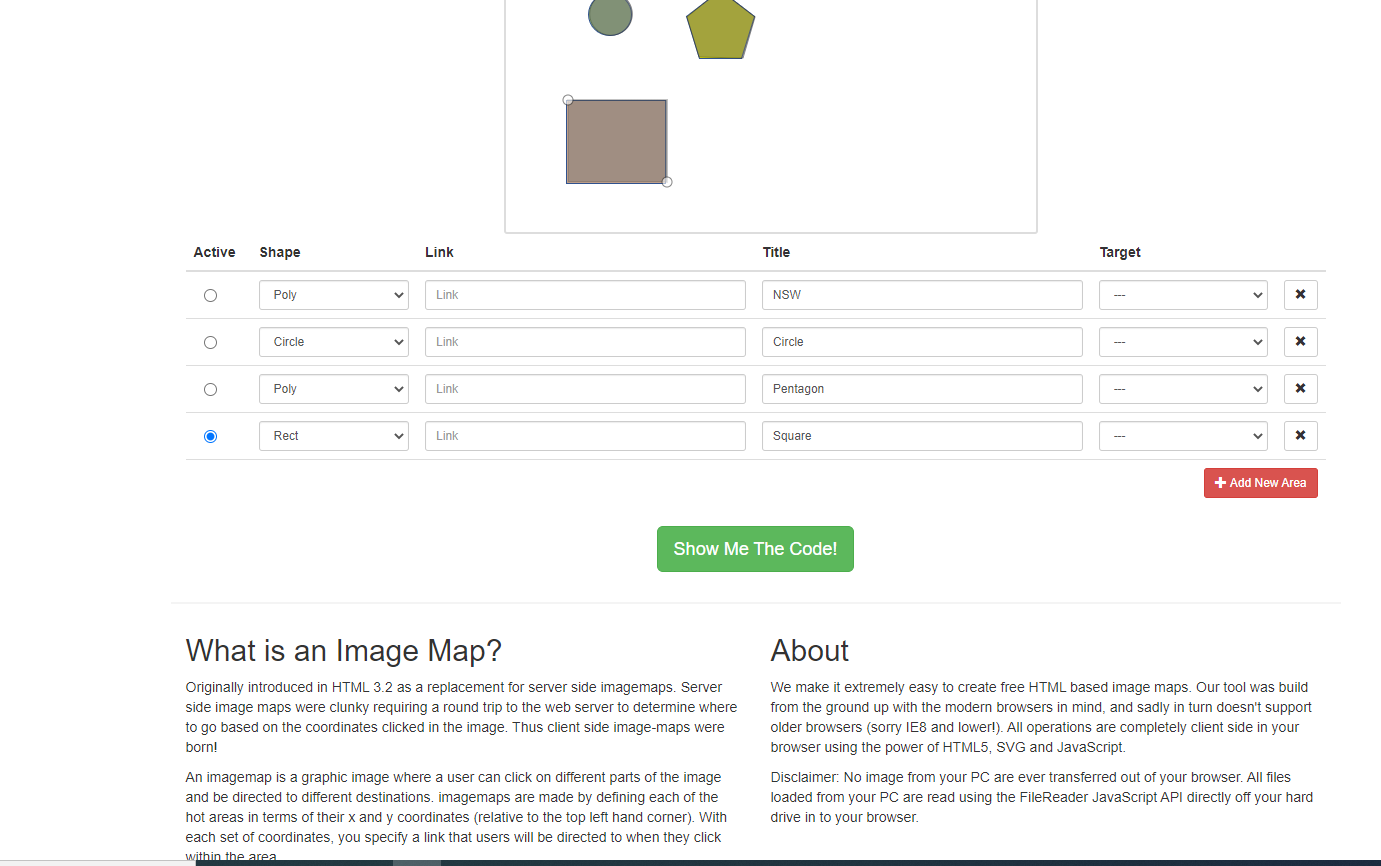 Active Shape Link Title Target
Poly Link NSW ---
Circle Link Circle ---
Poly Link Pentagon ---
Rect Link Square ---
Add New Area
Show Me The Code!
What is an Image Map?
Originally introduced in HTML 3.2 as a replacement for server side imagemaps. Server
side image maps were clunky requiring a round trip to the web server to determine where
to go based on the coordinates clicked in the image. Thus client side image-maps were
born!
An imagemap is a graphic image where a user can click on different parts of the image
and be directed to different destinations. imagemaps are made by defining each of the
hot areas in terms of their x and y coordinates (relative to the top left hand corner). With
each set of coordinates, you specify a link that users will be directed to when they click
within the area.
About
We make it extremely easy to create free HTML based image maps. Our tool was build
from the ground up with the modern browsers in mind, and sadly in turn doesn't support
older browsers (sorry IE8 and lower!). All operations are completely client side in your
browser using the power of HTML5, SVG and JavaScript.
Disclaimer: No image from your PC are ever transferred out of your browser. All files
loaded from your PC are read using the FileReader JavaScript API directly off your hard
drive in to your browser.